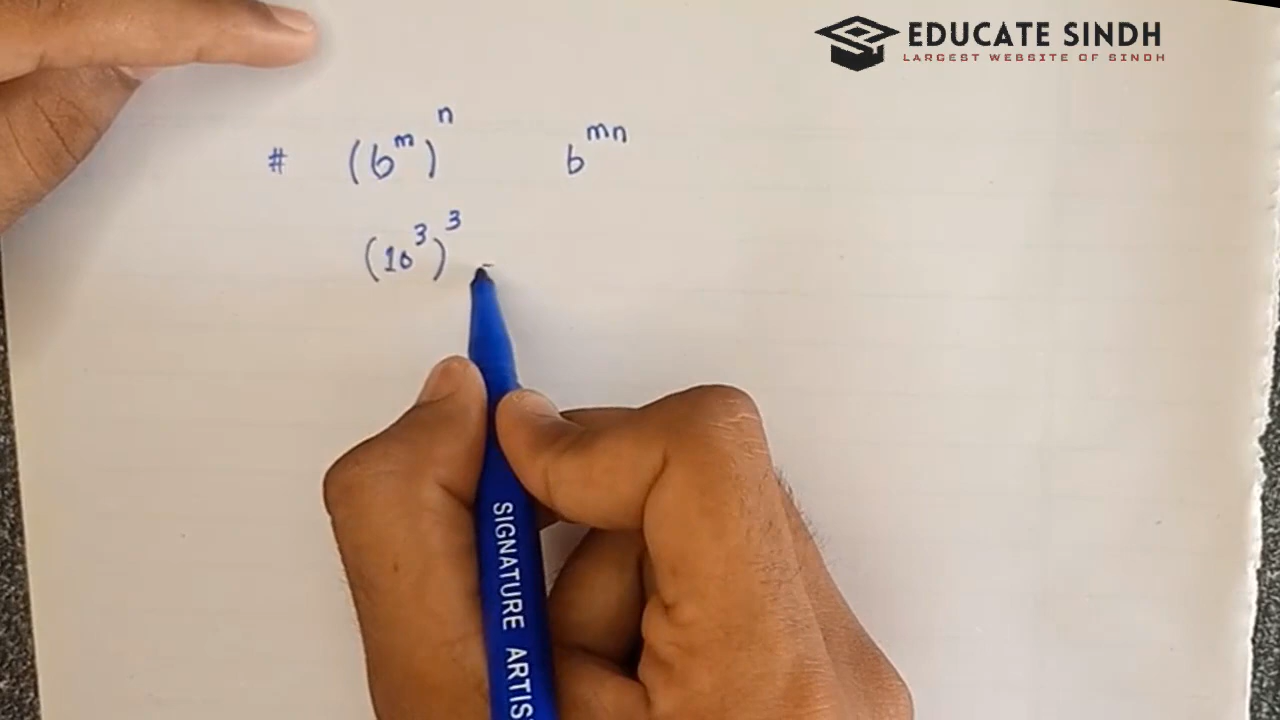 EDUCATE SINDH
LARGEST WEBSITE OF SINDH
# (b^m)^n b^mn
(10^3)^3 -
SIGNATURE ARTIS